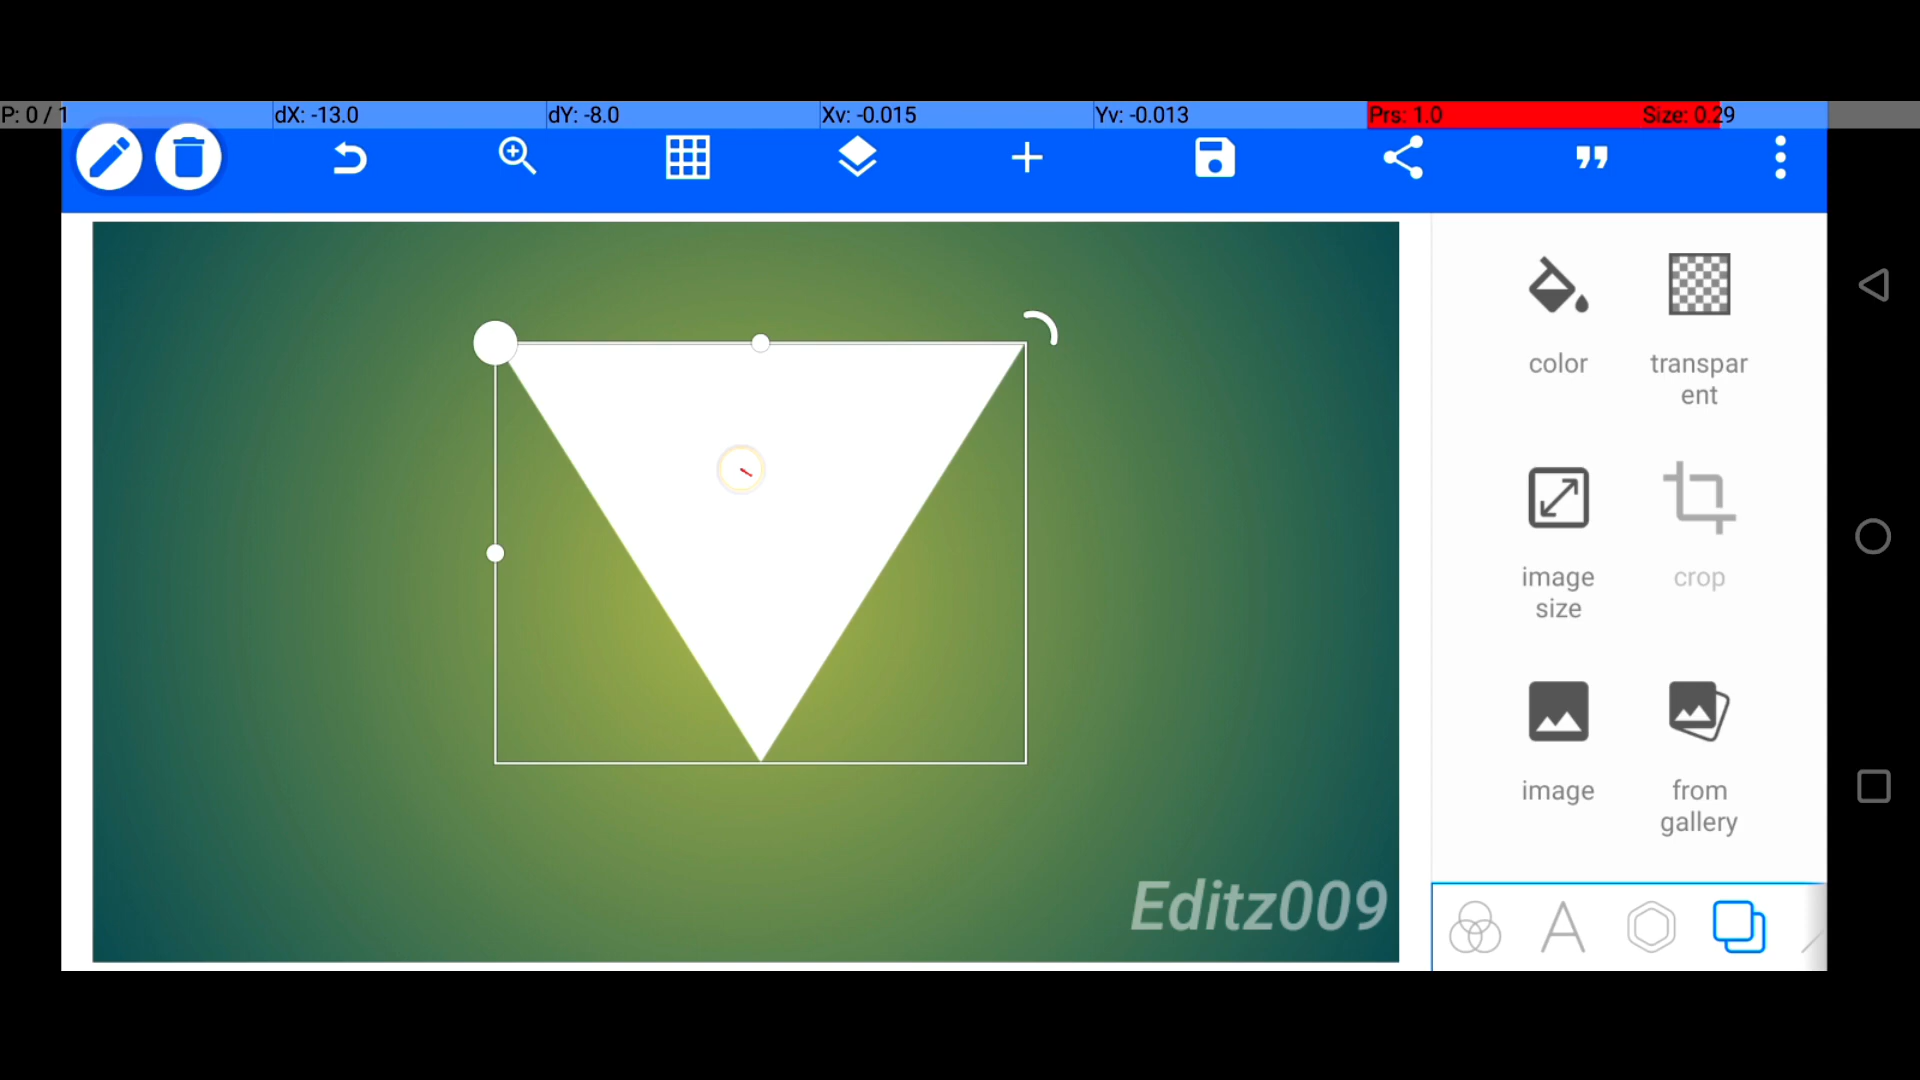 P: 0 / 1 dX: -13.0 dY: -8.0 Xv: -0.015 Yv: -0.013 Prs: 1.0 Size: 0.29
color
transpar
ent
image
size
crop
image
from
gallery
Editz009